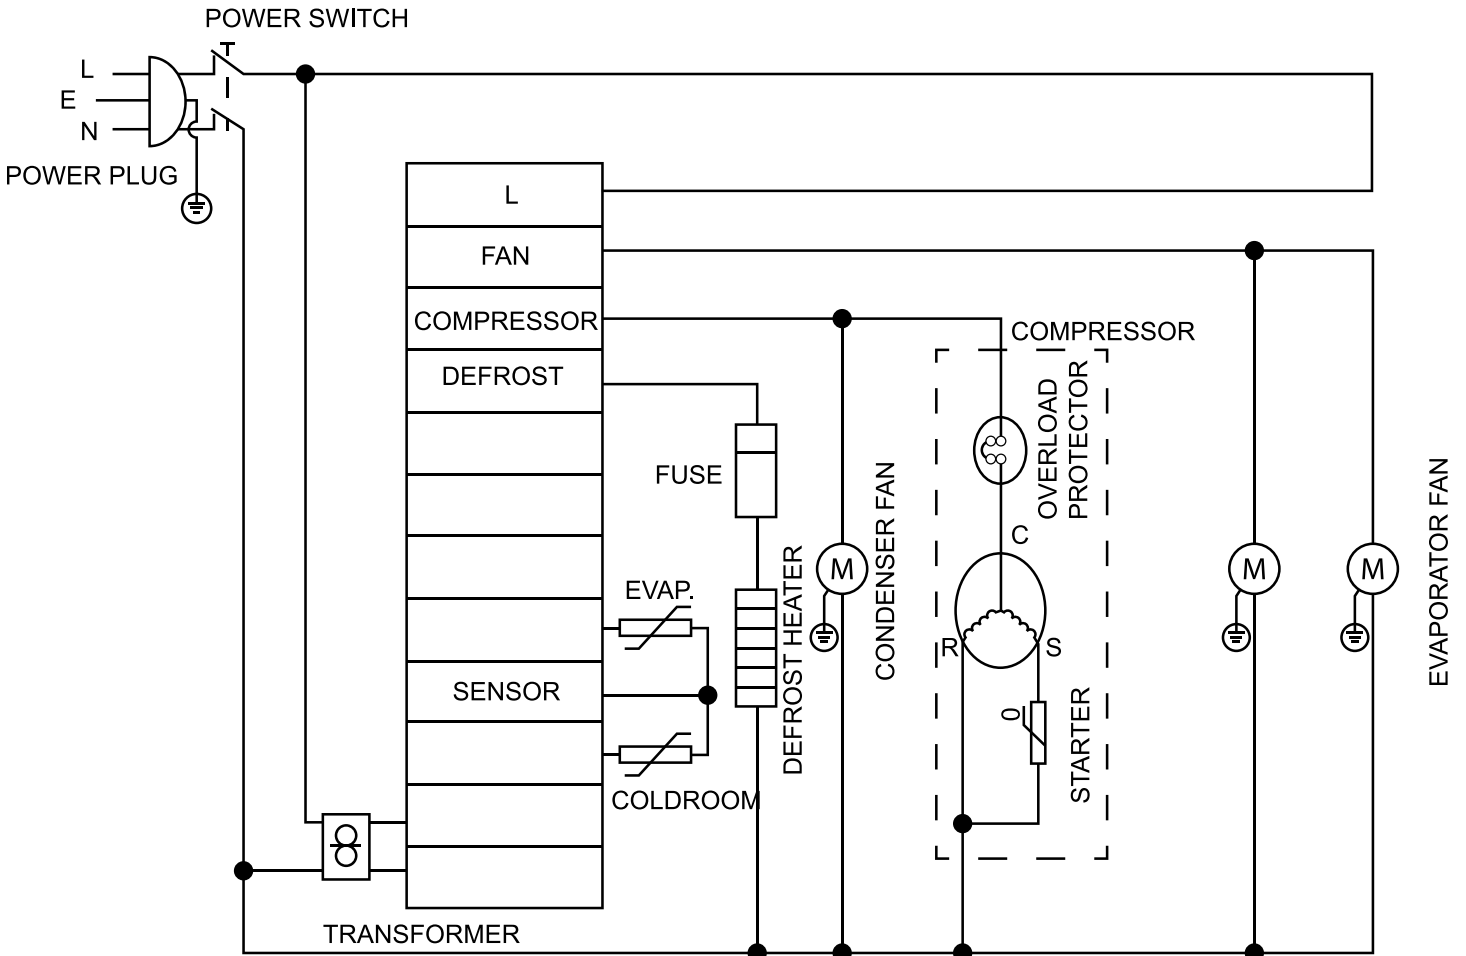 POWER SWITCH
L
E
N
POWER PLUG
L
FAN
COMPRESSOR
DEFROST
SENSOR
FUSE
EVAP.
COLDROOM
DEFROST HEATER
M
CONDENSER FAN
COMPRESSOR
OVERLOAD
PROTECTOR
C
R
S
0
STARTER
M
M
EVAPORATOR FAN
TRANSFORMER